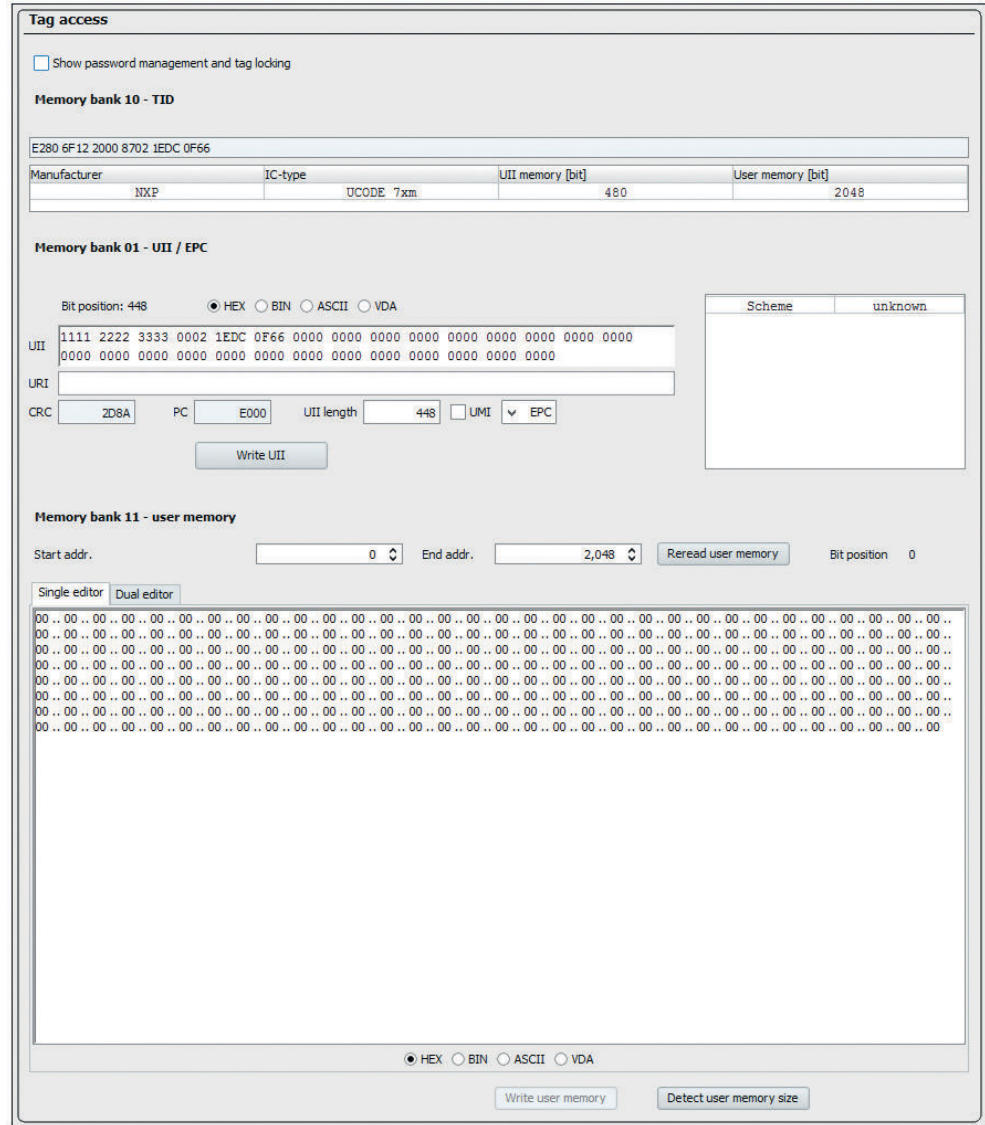 Tag access
Show password management and tag locking
Memory bank 10 - TID
E280 6F12 2000 8702 1EDC 0F66
Manufacturer IC-type UII memory [bit] User memory [bit]
NXP UCODE 7xm 480 2048
Memory bank 01 - UII / EPC
Bit position: 448 HEX BIN ASCII VDA
Scheme unknown
UII 1111 2222 3333 0002 1EDC 0F66 0000 0000 0000 0000 0000 0000 0000 0000 0000
0000 0000 0000 0000 0000 0000 0000 0000 0000 0000 0000 0000 0000
URI
CRC 2D8A PC E000 UII length 448 UMI EPC
Write UII
Memory bank 11 - user memory
Start addr. 0 End addr. 2,048 Reread user memory Bit position 0
Single editor Dual editor
00 .. 00 .. 00 .. 00 .. 00 .. 00 .. 00 .. 00 .. 00 .. 00 .. 00 .. 00 .. 00 .. 00 .. 00 .. 00 .. 00 .. 00 .. 00 .. 00 .. 00 .. 00 .. 00 .. 00 .. 00 .. 00 .. 00 .. 00 .. 00 .. 00 .. 00 .. 00 ..
00 .. 00 .. 00 .. 00 .. 00 .. 00 .. 00 .. 00 .. 00 .. 00 .. 00 .. 00 .. 00 .. 00 .. 00 .. 00 .. 00 .. 00 .. 00 .. 00 .. 00 .. 00 .. 00 .. 00 .. 00 .. 00 .. 00 .. 00 .. 00 .. 00 .. 00 .. 00 ..
00 .. 00 .. 00 .. 00 .. 00 .. 00 .. 00 .. 00 .. 00 .. 00 .. 00 .. 00 .. 00 .. 00 .. 00 .. 00 .. 00 .. 00 .. 00 .. 00 .. 00 .. 00 .. 00 .. 00 .. 00 .. 00 .. 00 .. 00 .. 00 .. 00 .. 00 .. 00 ..
00 .. 00 .. 00 .. 00 .. 00 .. 00 .. 00 .. 00 .. 00 .. 00 .. 00 .. 00 .. 00 .. 00 .. 00 .. 00 .. 00 .. 00 .. 00 .. 00 .. 00 .. 00 .. 00 .. 00 .. 00 .. 00 .. 00 .. 00 .. 00 .. 00 .. 00 .. 00 ..
00 .. 00 .. 00 .. 00 .. 00 .. 00 .. 00 .. 00 .. 00 .. 00 .. 00 .. 00 .. 00 .. 00 .. 00 .. 00 .. 00 .. 00 .. 00 .. 00 .. 00 .. 00 .. 00 .. 00 .. 00 .. 00 .. 00 .. 00 .. 00 .. 00 .. 00 .. 00 ..
00 .. 00 .. 00 .. 00 .. 00 .. 00 .. 00 .. 00 .. 00 .. 00 .. 00 .. 00 .. 00 .. 00 .. 00 .. 00 .. 00 .. 00 .. 00 .. 00 .. 00 .. 00 .. 00 .. 00 .. 00 .. 00 .. 00 .. 00 .. 00 .. 00 .. 00 .. 00 ..
00 .. 00 .. 00 .. 00 .. 00 .. 00 .. 00 .. 00 .. 00 .. 00 .. 00 .. 00 .. 00 .. 00 .. 00 .. 00 .. 00 .. 00 .. 00 .. 00 .. 00 .. 00 .. 00 .. 00 .. 00 .. 00 .. 00 .. 00 .. 00 .. 00 .. 00 .. 00 ..
00 .. 00 .. 00 .. 00 .. 00 .. 00 .. 00 .. 00 .. 00 .. 00 .. 00 .. 00 .. 00 .. 00 .. 00 .. 00 .. 00 .. 00 .. 00 .. 00 .. 00 .. 00 .. 00 .. 00 .. 00 .. 00 .. 00 .. 00 .. 00 .. 00 .. 00 .. 00
HEX BIN ASCII VDA
Write user memory Detect user memory size